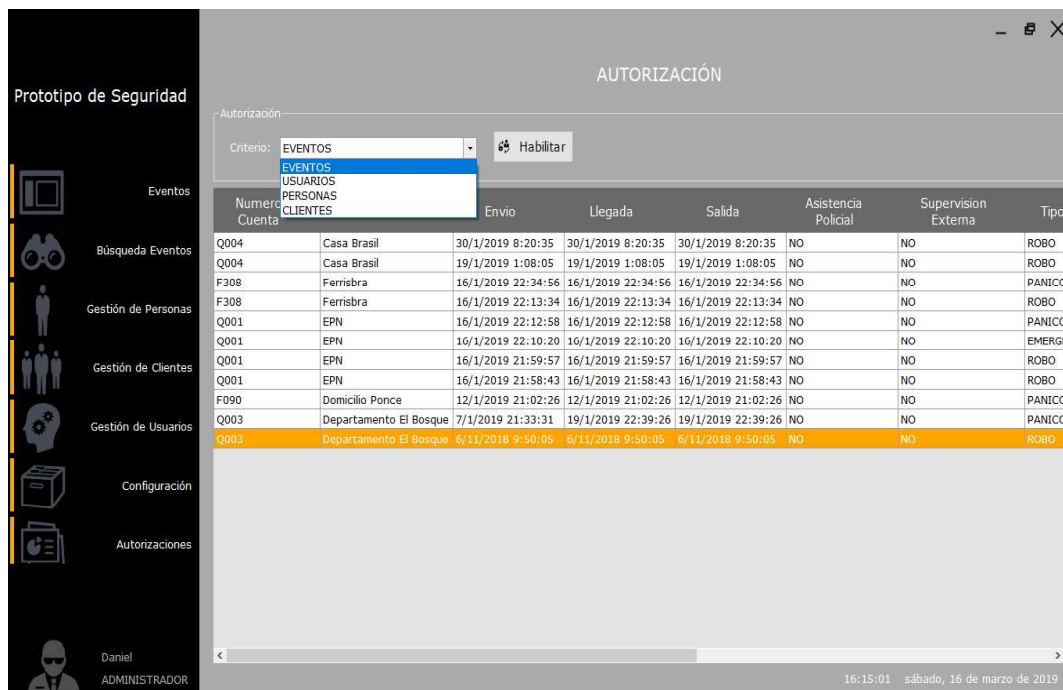 Prototipo de Seguridad
Eventos
Búsqueda Eventos
Gestión de Personas
Gestión de Clientes
Gestión de Usuarios
Configuración
Autorizaciones
Daniel
ADMINISTRADOR
AUTORIZACIÓN
Autorización
Criterio: EVENTOS Habilitar
EVENTOS
USUARIOS
PERSONAS
CLIENTES
Numero Cuenta Envio Llegada Salida Asistencia Policial Supervision Externa Tipo
Q004 Casa Brasil 30/1/2019 8:20:35 30/1/2019 8:20:35 30/1/2019 8:20:35 NO NO ROBO
Q004 Casa Brasil 19/1/2019 1:08:05 19/1/2019 1:08:05 19/1/2019 1:08:05 NO NO ROBO
F308 Ferrisbra 16/1/2019 22:34:56 16/1/2019 22:34:56 16/1/2019 22:34:56 NO NO PANICO
F308 Ferrisbra 16/1/2019 22:13:34 16/1/2019 22:13:34 16/1/2019 22:13:34 NO NO ROBO
Q001 EPN 16/1/2019 22:12:58 16/1/2019 22:12:58 16/1/2019 22:12:58 NO NO PANICO
Q001 EPN 16/1/2019 22:10:20 16/1/2019 22:10:20 16/1/2019 22:10:20 NO NO EMERG
Q001 EPN 16/1/2019 21:59:57 16/1/2019 21:59:57 16/1/2019 21:59:57 NO NO ROBO
Q001 EPN 16/1/2019 21:58:43 16/1/2019 21:58:43 16/1/2019 21:58:43 NO NO ROBO
F090 Domicilio Ponce 12/1/2019 21:02:26 12/1/2019 21:02:26 12/1/2019 21:02:26 NO NO PANICO
Q003 Departamento El Bosque 7/1/2019 21:33:31 19/1/2019 22:39:26 19/1/2019 22:39:26 NO NO PANICO
Q003 Departamento El Bosque 6/11/2018 9:50:05 6/11/2018 9:50:05 6/11/2018 9:50:05 NO NO ROBO
16:15:01 sábado, 16 de marzo de 2019